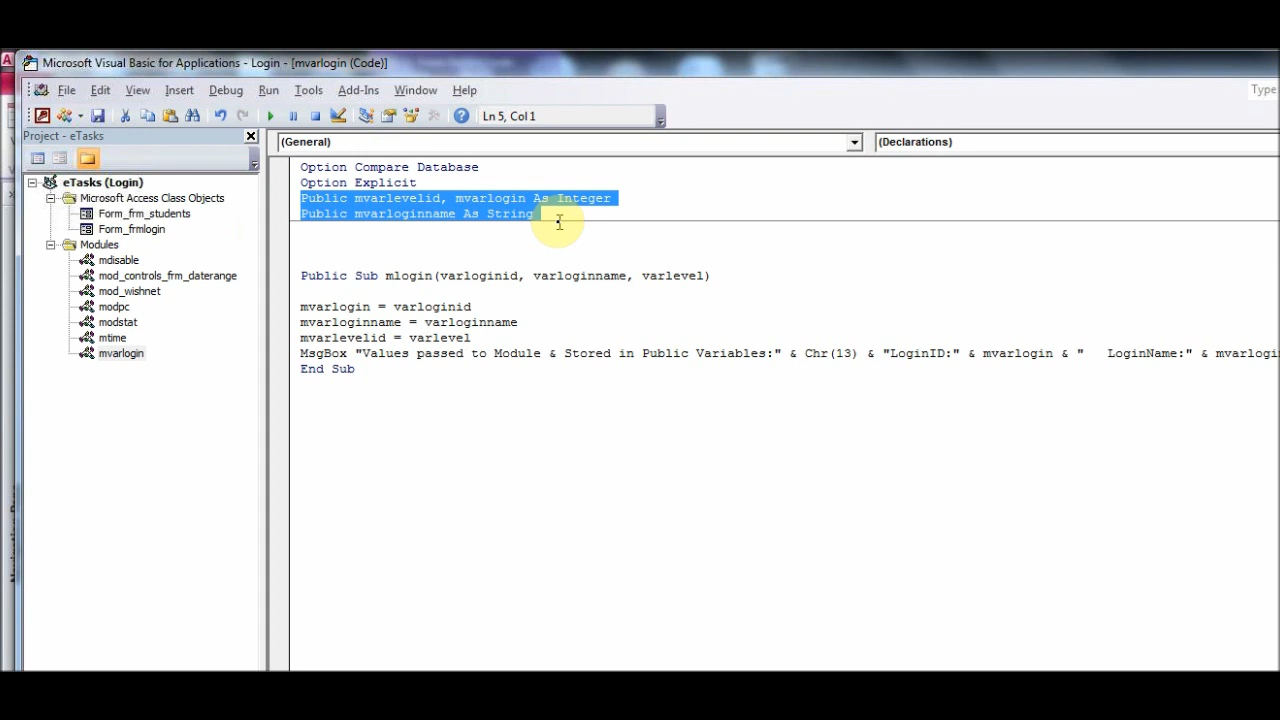 Microsoft Visual Basic for Applications - Login - [mvarlogin (Code)]
File Edit View Insert Debug Run Tools Add-Ins Window Help
Type
Ln 5, Col 1
Project - eTasks
(General)
(Declarations)
eTasks (Login)
Microsoft Access Class Objects
Form_frm_students
Form_frmlogin
Modules
mdisable
mod_controls_frm_daterange
mod_wishnet
modpc
modstat
mtime
mvarlogin
Option Compare Database
Option Explicit
Public mvarlevelid, mvarlogin As Integer
Public mvarloginname As String
Public Sub mlogin(varloginid, varloginname, varlevel)
mvarlogin = varloginid
mvarloginname = varloginname
mvarlevelid = varlevel
MsgBox "Values passed to Module & Stored in Public Variables:" & Chr(13) & "LoginID:" & mvarlogin & "   LoginName:" & mvarlogi
End Sub